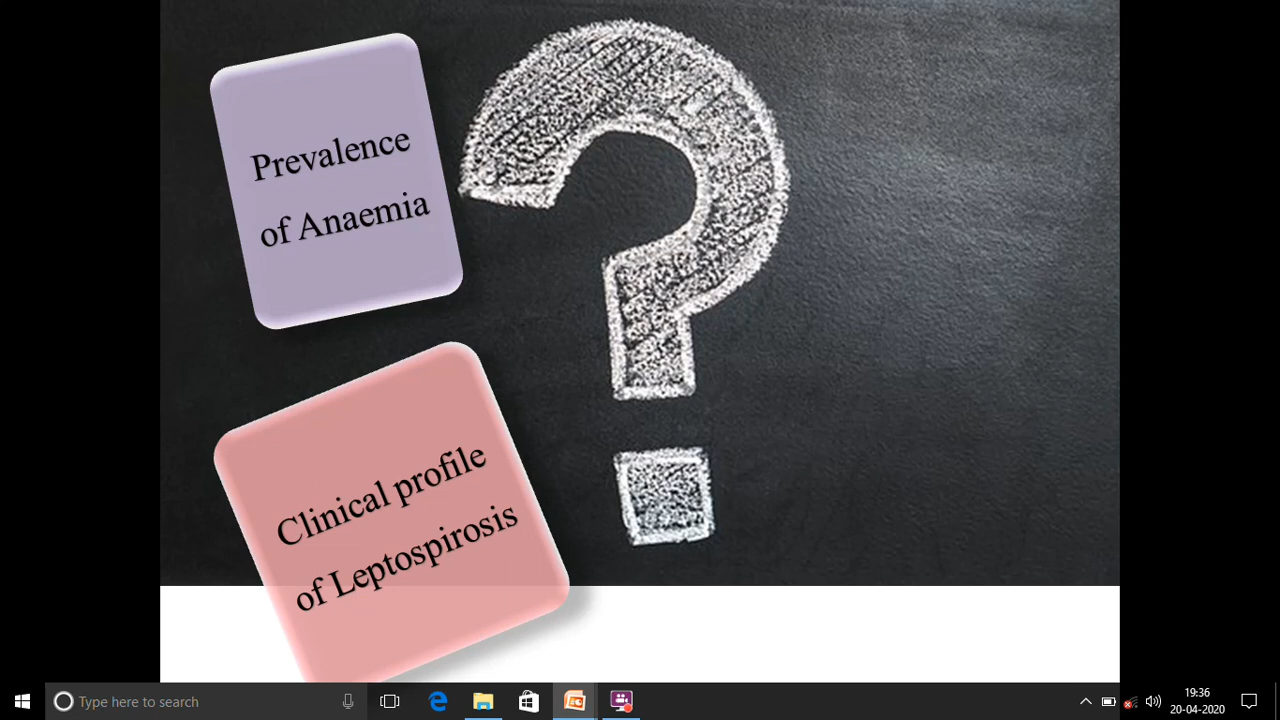 Prevalence
of Anaemia
Clinical profile
of Leptospirosis
Type here to search
19:36
20-04-2020